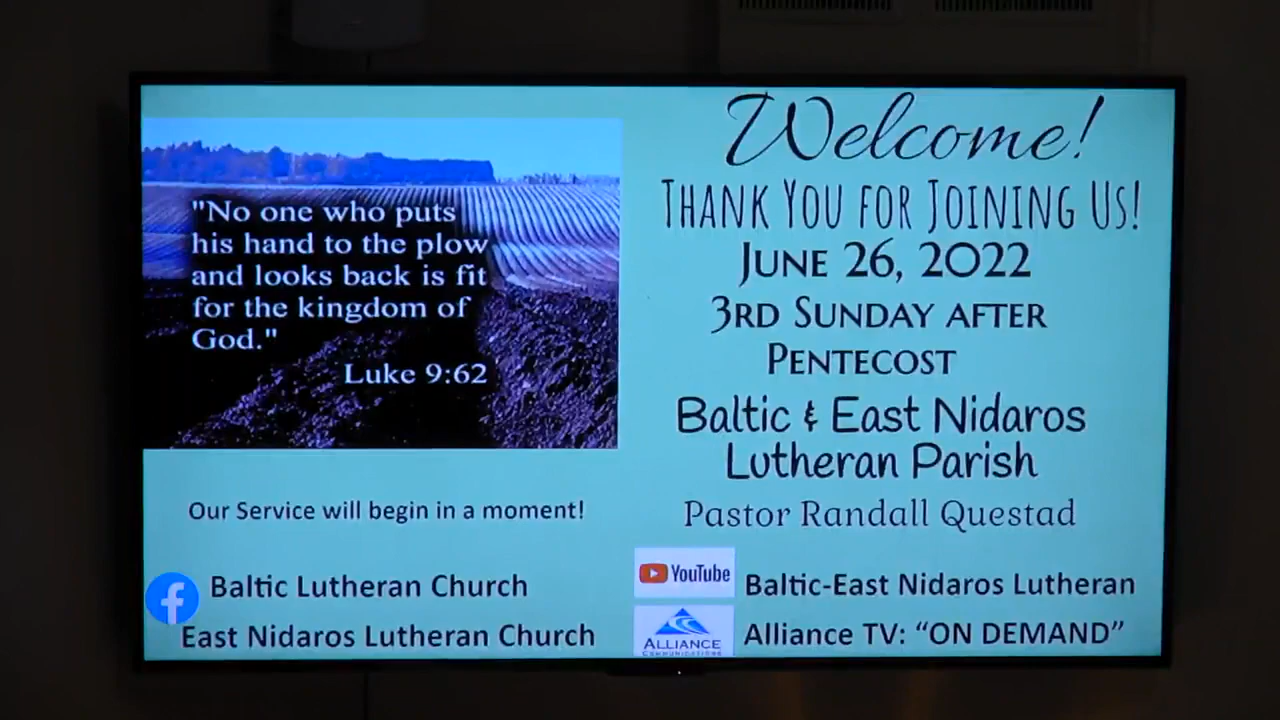 "No one who puts
his hand to the plow
and looks back is fit
for the kingdom of
God."
Luke 9:62
Our Service will begin in a moment!
Baltic Lutheran Church
East Nidaros Lutheran Church
Welcome!
THANK YOU FOR JOINING US!
JUNE 26, 2022
3RD SUNDAY AFTER
PENTECOST
Baltic & East Nidaros
Lutheran Parish
Pastor Randall Questad
YouTube
Baltic-East Nidaros Lutheran
ALLIANCE
COMMUNICATIONS
Alliance TV: “ON DEMAND”